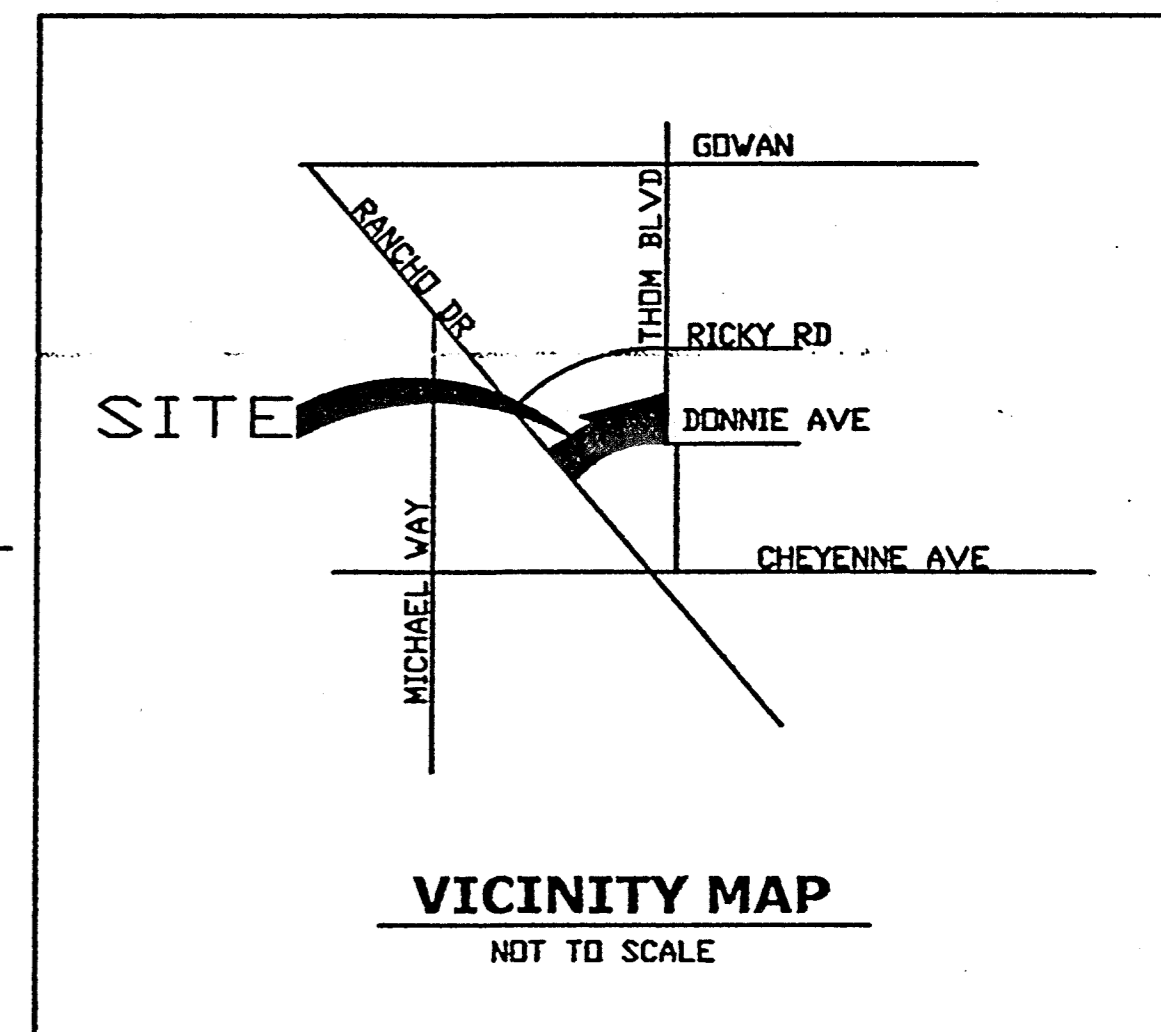 GOWAN
RANCHO DR
THOM BLVD
RICKY RD
SITE
DONNIE AVE
MICHAEL WAY
CHEYENNE AVE
VICINITY MAP
NOT TO SCALE